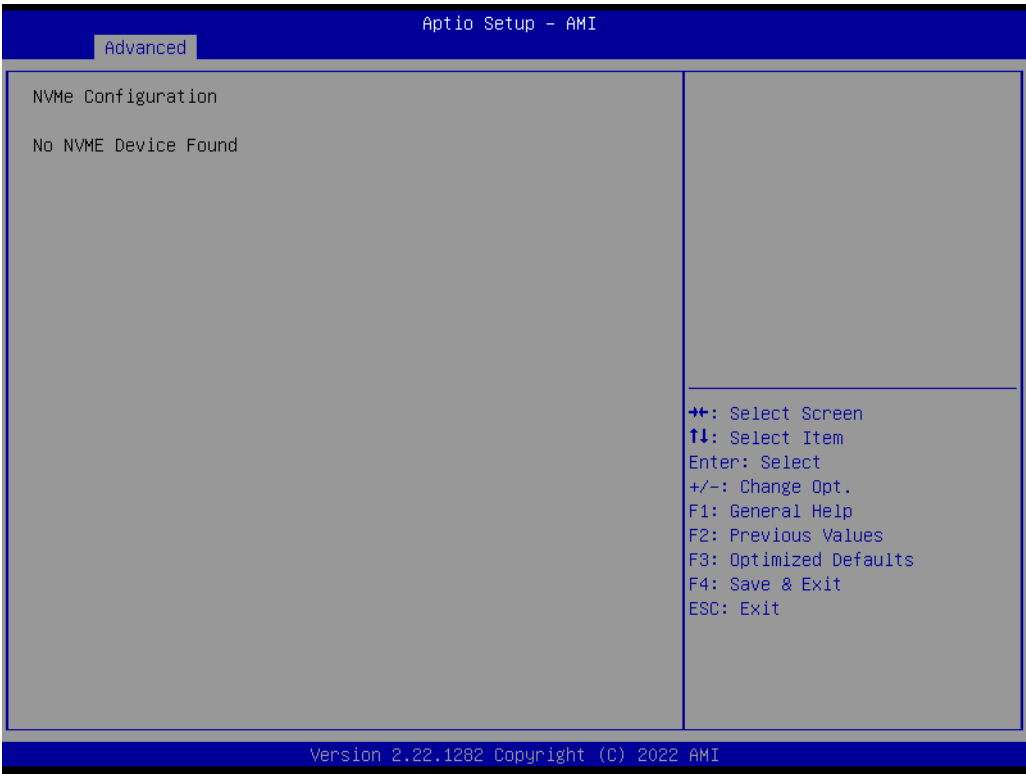 Aptio Setup - AMI
Advanced
NVMe Configuration
No NVME Device Found
→←: Select Screen
↑↓: Select Item
Enter: Select
+/-: Change Opt.
F1: General Help
F2: Previous Values
F3: Optimized Defaults
F4: Save & Exit
ESC: Exit
Version 2.22.1282 Copyright (C) 2022 AMI